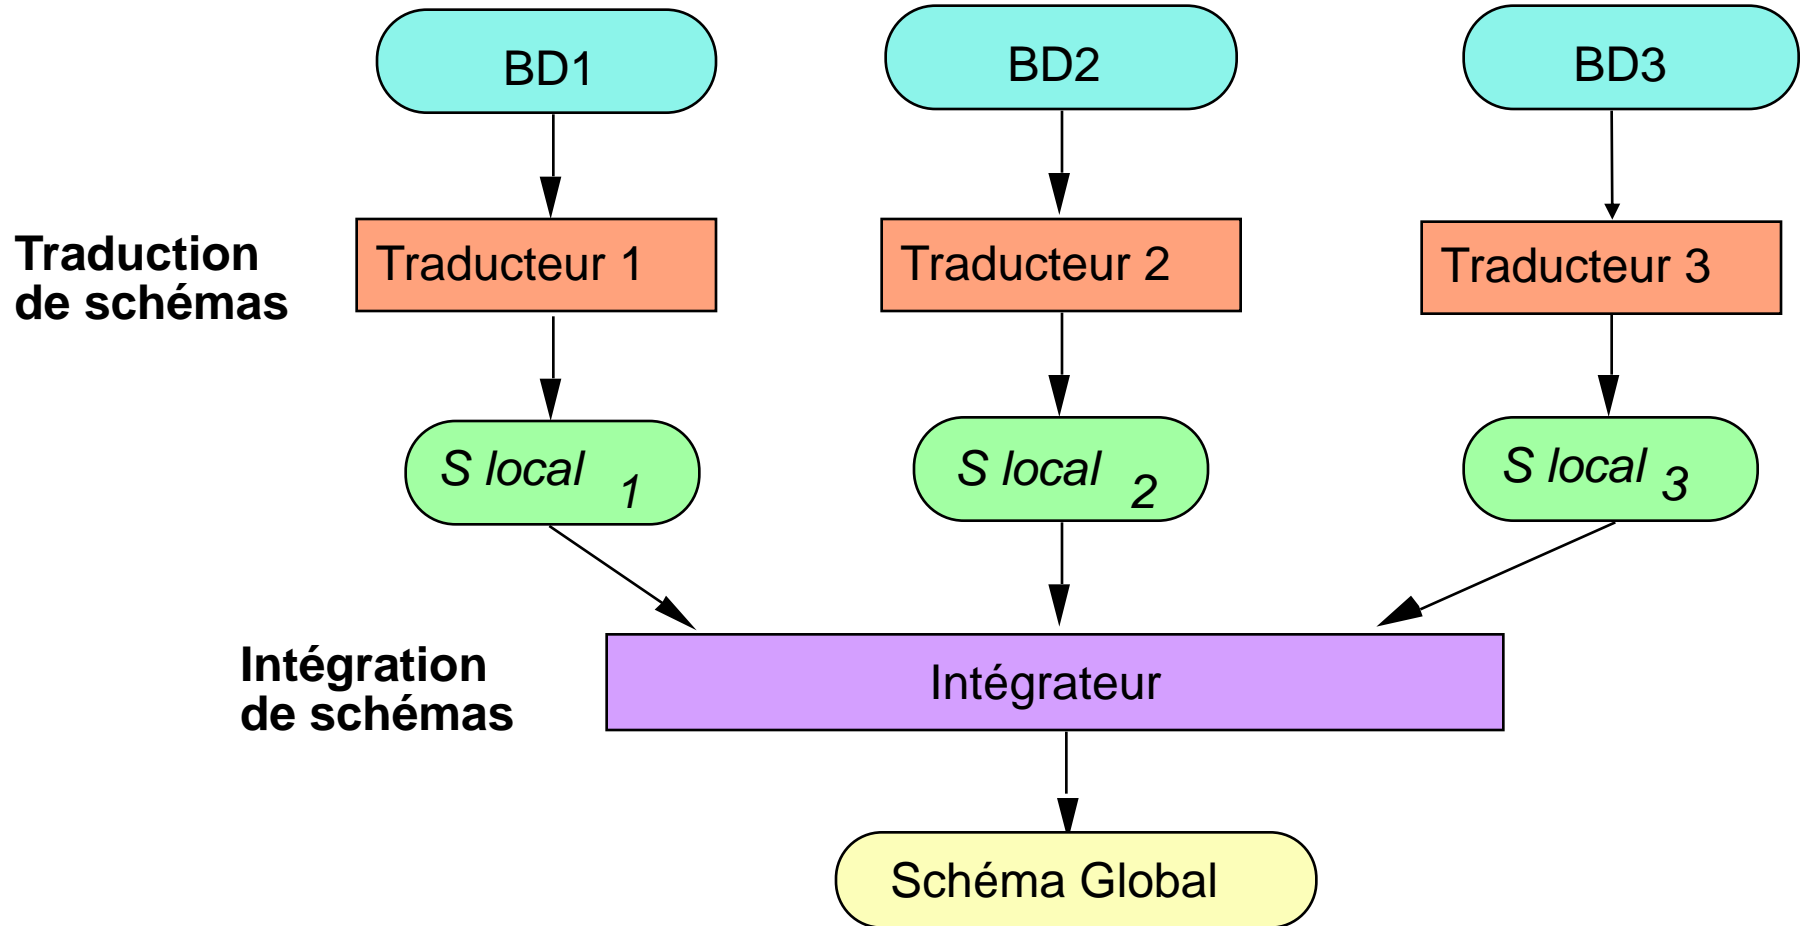 BD1
BD2
BD3
Traduction
de schémas
Traducteur 1
Traducteur 2
Traducteur 3
S local 1
S local 2
S local 3
Intégration
de schémas
Intégrateur
Schéma Global